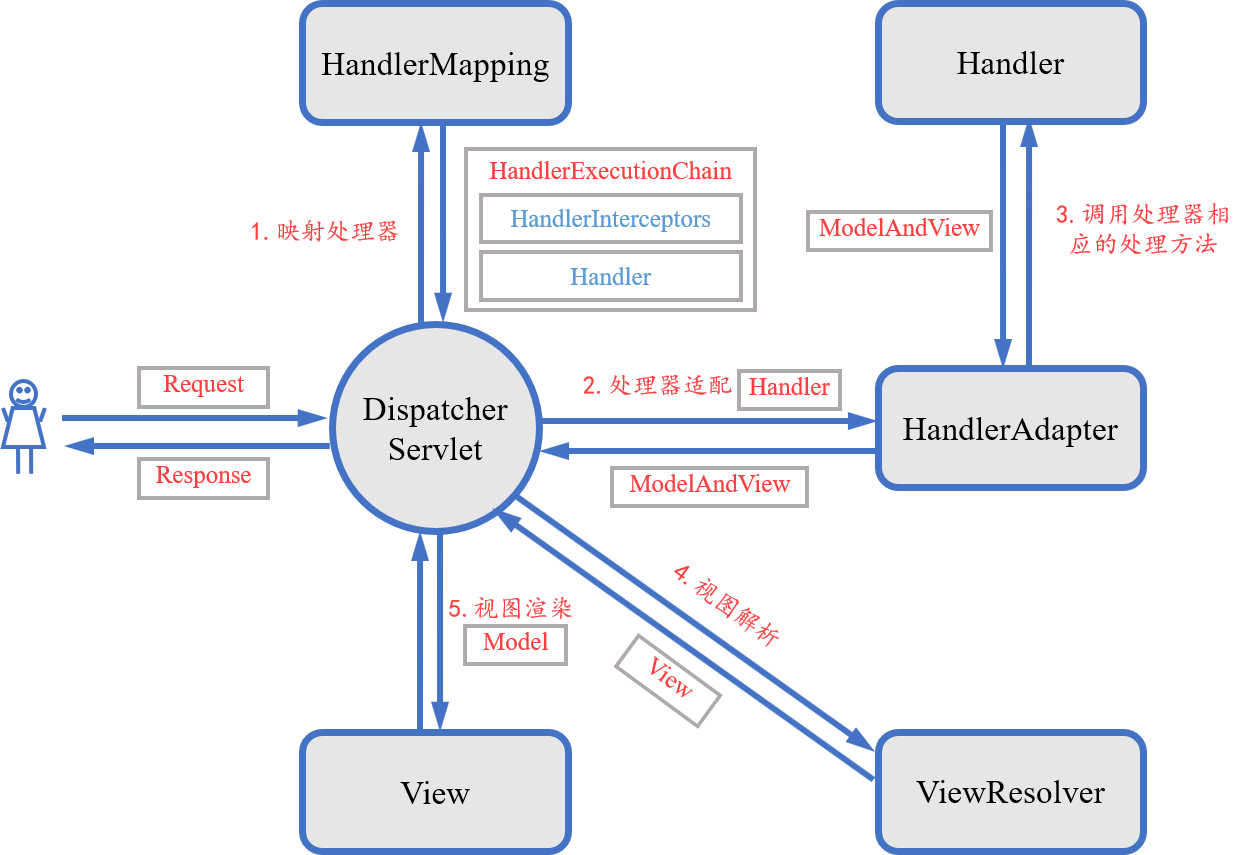 HandlerMapping
Handler
HandlerExecutionChain
HandlerInterceptors
Handler
1.映射处理器
ModelAndView
3.调用处理器相
应的处理方法
Request
Response
Dispatcher
Servlet
2.处理器适配
Handler
ModelAndView
HandlerAdapter
4.视图解析
View
5.视图渲染
Model
View
ViewResolver